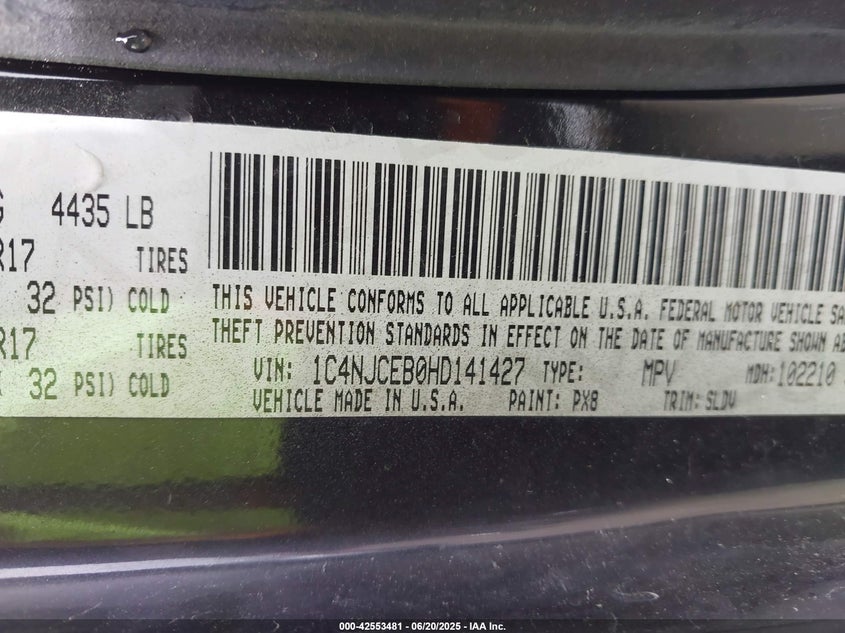 4435 LB
R17 TIRES
32 PSI) COLD
R17 TIRES
32 PSI) COLD
THIS VEHICLE CONFORMS TO ALL APPLICABLE U.S.A. FEDERAL MOTOR VEHICLE SA
THEFT PREVENTION STANDARDS IN EFFECT ON THE DATE OF MANUFACTURE SHOWN AB
VIN: 1C4NJCEB0HD141427 TYPE: MPV MDH: 102210
VEHICLE MADE IN U.S.A. PAINT: PX8 TRIM: SLDV
000-42553481 - 06/20/2025 - IAA Inc.